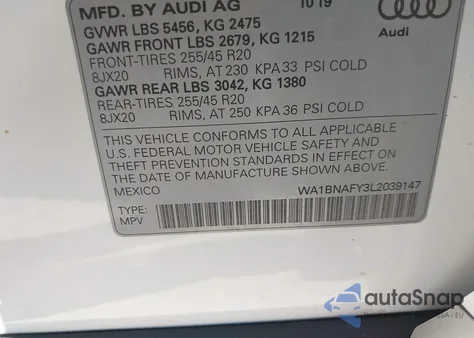 MFD. BY AUDI AG 10 19
GVWR LBS 5456, KG 2475
GAWR FRONT LBS 2679, KG 1215
FRONT-TIRES 255/45 R20
8JX20 RIMS, AT 230 KPA 33 PSI COLD
GAWR REAR LBS 3042, KG 1380
REAR-TIRES 255/45 R20
8JX20 RIMS, AT 250 KPA 36 PSI COLD
Audi
THIS VEHICLE CONFORMS TO ALL APPLICABLE
U.S. FEDERAL MOTOR VEHICLE SAFETY AND
THEFT PREVENTION STANDARDS IN EFFECT ON
THE DATE OF MANUFACTURE SHOWN ABOVE.
MEXICO WA1BNAFY3L2039147
TYPE:
MPV
autoSnap